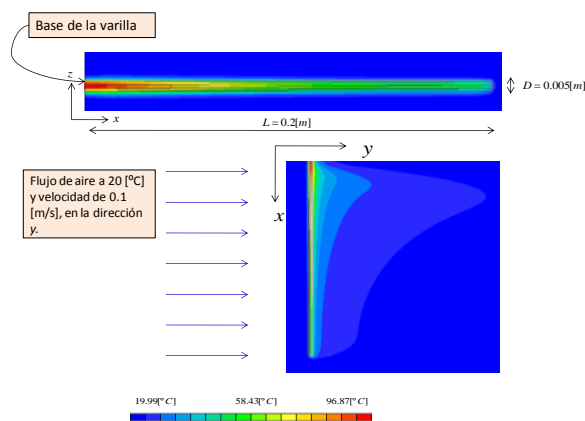 Base de la varilla
z
x
D = 0.005[m]
L = 0.2[m]
y
x
Flujo de aire a 20 [ºC]
y velocidad de 0.1
[m/s], en la dirección
y.
19.99[°C] 58.43[°C] 96.87[°C]